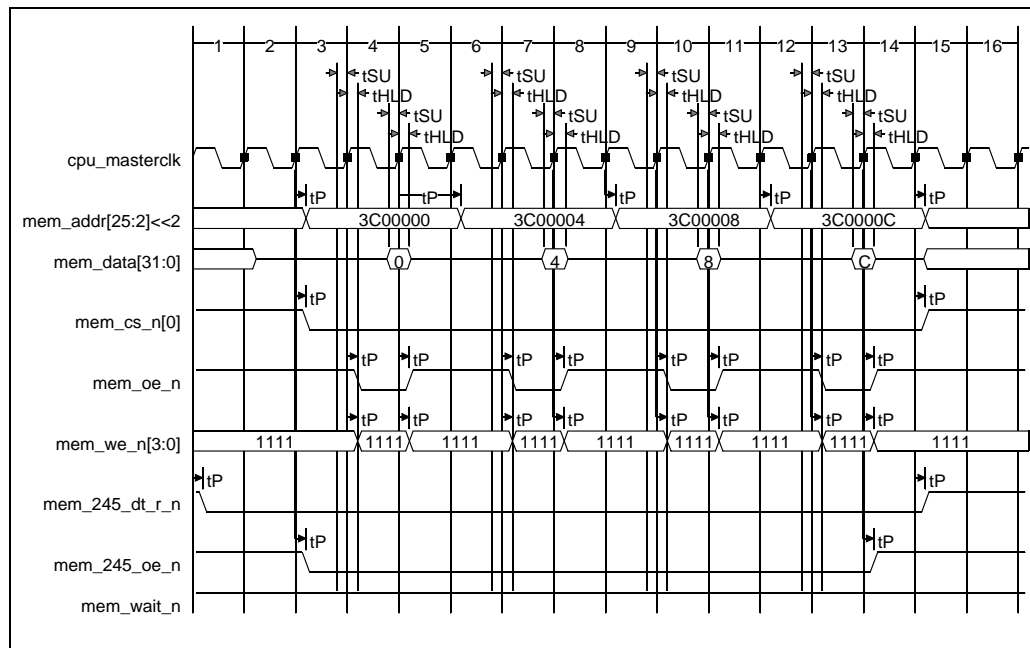 1 2 3 4 5 6 7 8 9 10 11 12 13 14 15 16
tSU tSU tSU tSU
tHLD tHLD tHLD tHLD
tSU tSU tSU tSU
tHLD tHLD tHLD tHLD
cpu_masterclk
tP tP tP tP tP
mem_addr[25:2]<<2 3C00000 3C00004 3C00008 3C0000C
mem_data[31:0] 0 4 8 C
tP tP
mem_cs_n[0]
tP tP tP tP tP tP tP tP
mem_oe_n
tP tP tP tP tP tP tP tP
mem_we_n[3:0] 1111 1111 1111 1111 1111 1111 1111 1111 1111
tP tP
mem_245_dt_r_n
tP tP
mem_245_oe_n
mem_wait_n